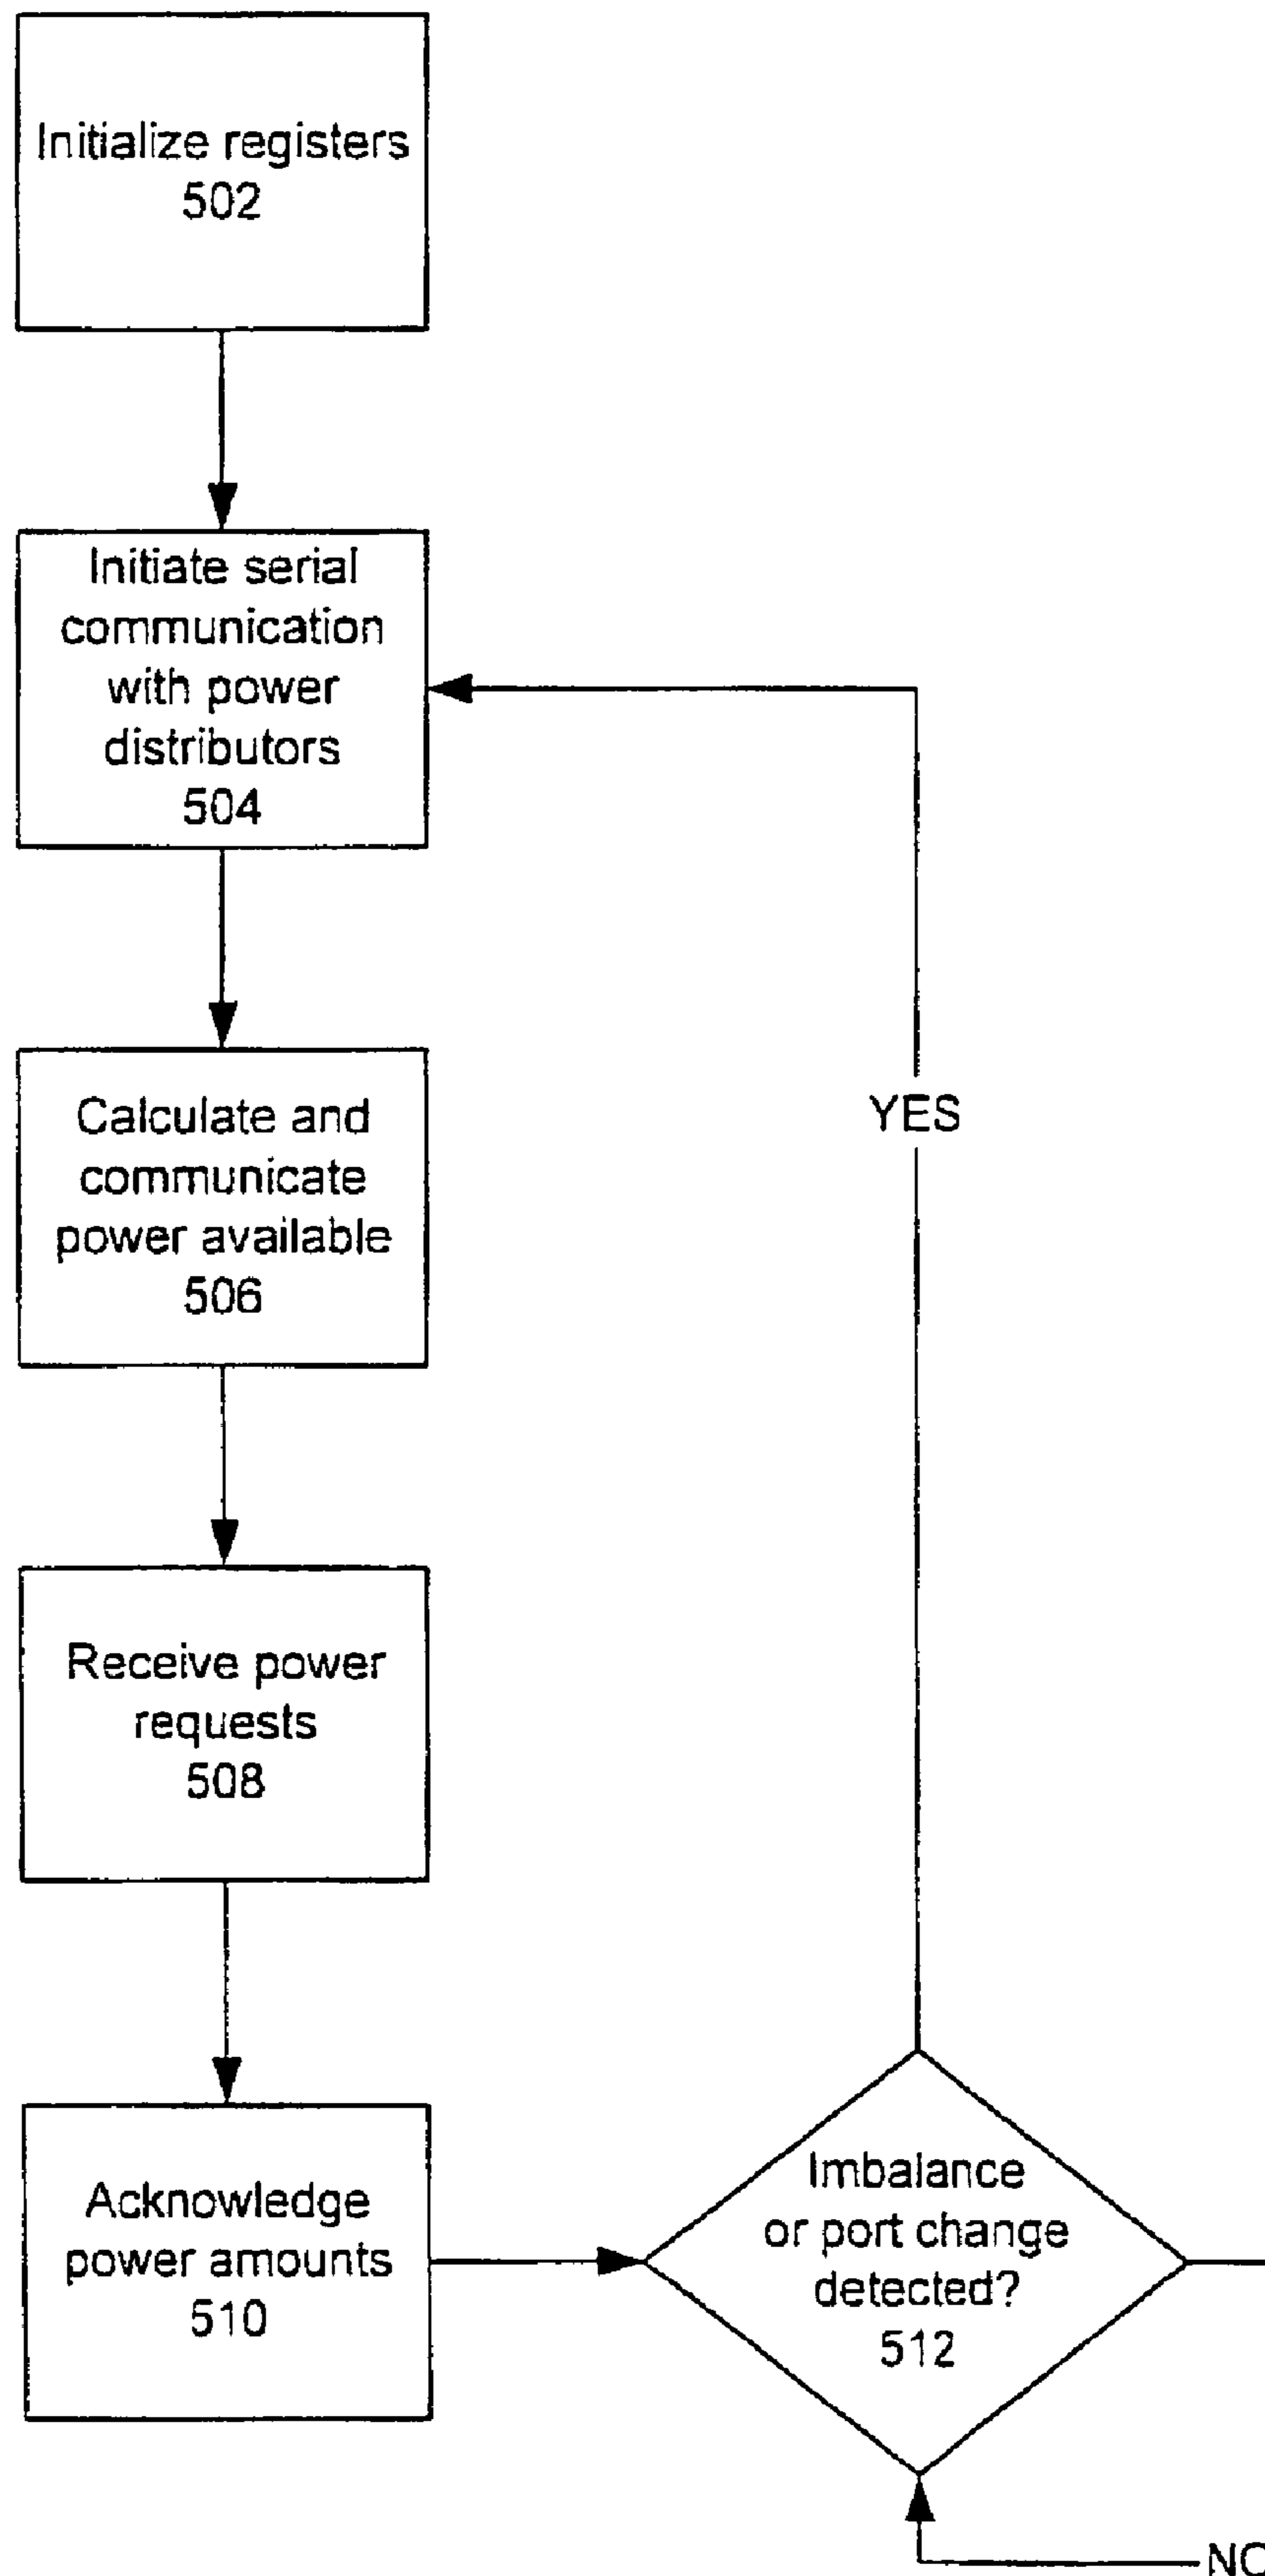 Initialize registers
502
Initiate serial
communication
with power
distributors
504
Calculate and
communicate
power available
506
YES
Receive power
requests
508
Acknowledge
power amounts
510
Imbalance
or port change
detected?
512
NO